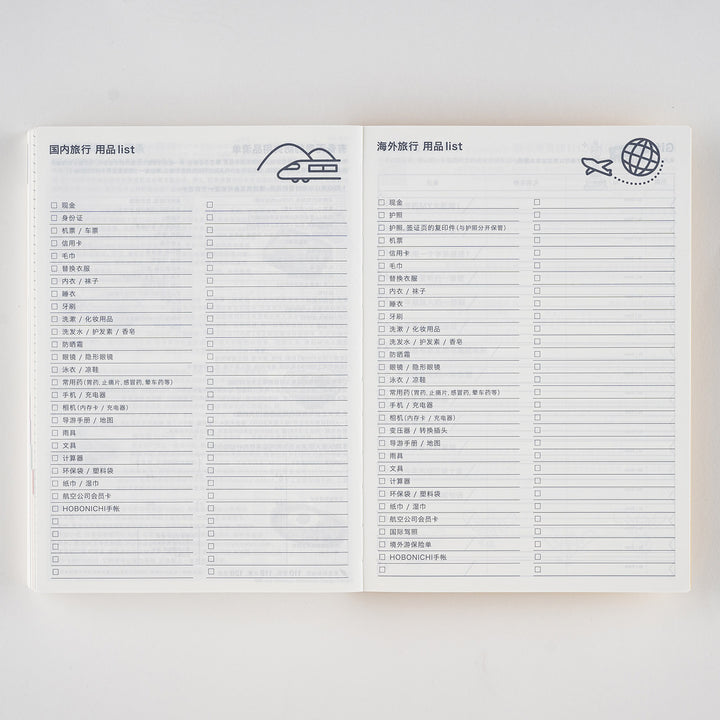 国内旅行 用品list
现金
身份证
机票 / 车票
信用卡
毛巾
替换衣服
内衣 / 袜子
睡衣
牙刷
洗漱 / 化妆用品
洗发水 / 护发素 / 香皂
防晒霜
眼镜 / 隐形眼镜
泳衣 / 凉鞋
常用药(胃药, 止痛片, 感冒药, 晕车药等)
手机 / 充电器
相机(内存卡 / 充电器)
导游手册 / 地图
雨具
文具
计算器
环保袋 / 塑料袋
纸巾 / 湿巾
航空公司会员卡
HOBONICHI手帐
海外旅行 用品list
现金
护照
护照, 签证页的复印件(与护照分开保管)
机票
信用卡
毛巾
替换衣服
内衣 / 袜子
睡衣
牙刷
洗漱 / 化妆用品
洗发水 / 护发素 / 香皂
防晒霜
眼镜 / 隐形眼镜
泳衣 / 凉鞋
常用药(胃药, 止痛片, 感冒药, 晕车药等)
手机 / 充电器
相机(内存卡 / 充电器)
变压器 / 转换插头
导游手册 / 地图
雨具
文具
计算器
环保袋 / 塑料袋
纸巾 / 湿巾
航空公司会员卡
国际驾照
境外游保险单
HOBONICHI手帐